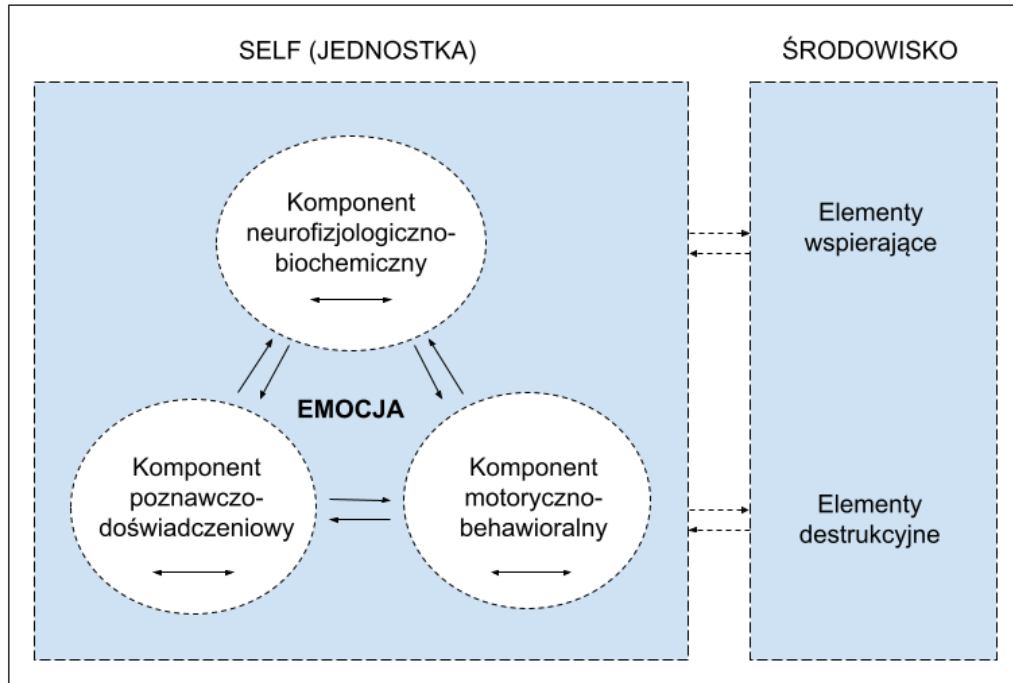 SELF (JEDNOSTKA)
ŚRODOWISKO
Komponent
neurofizjologiczno-
biochemiczny
EMOCJA
Komponent
poznawczo-
doświadczeniowy
Komponent
motoryczno-
behawioralny
Elementy
wspierające
Elementy
destrukcyjne